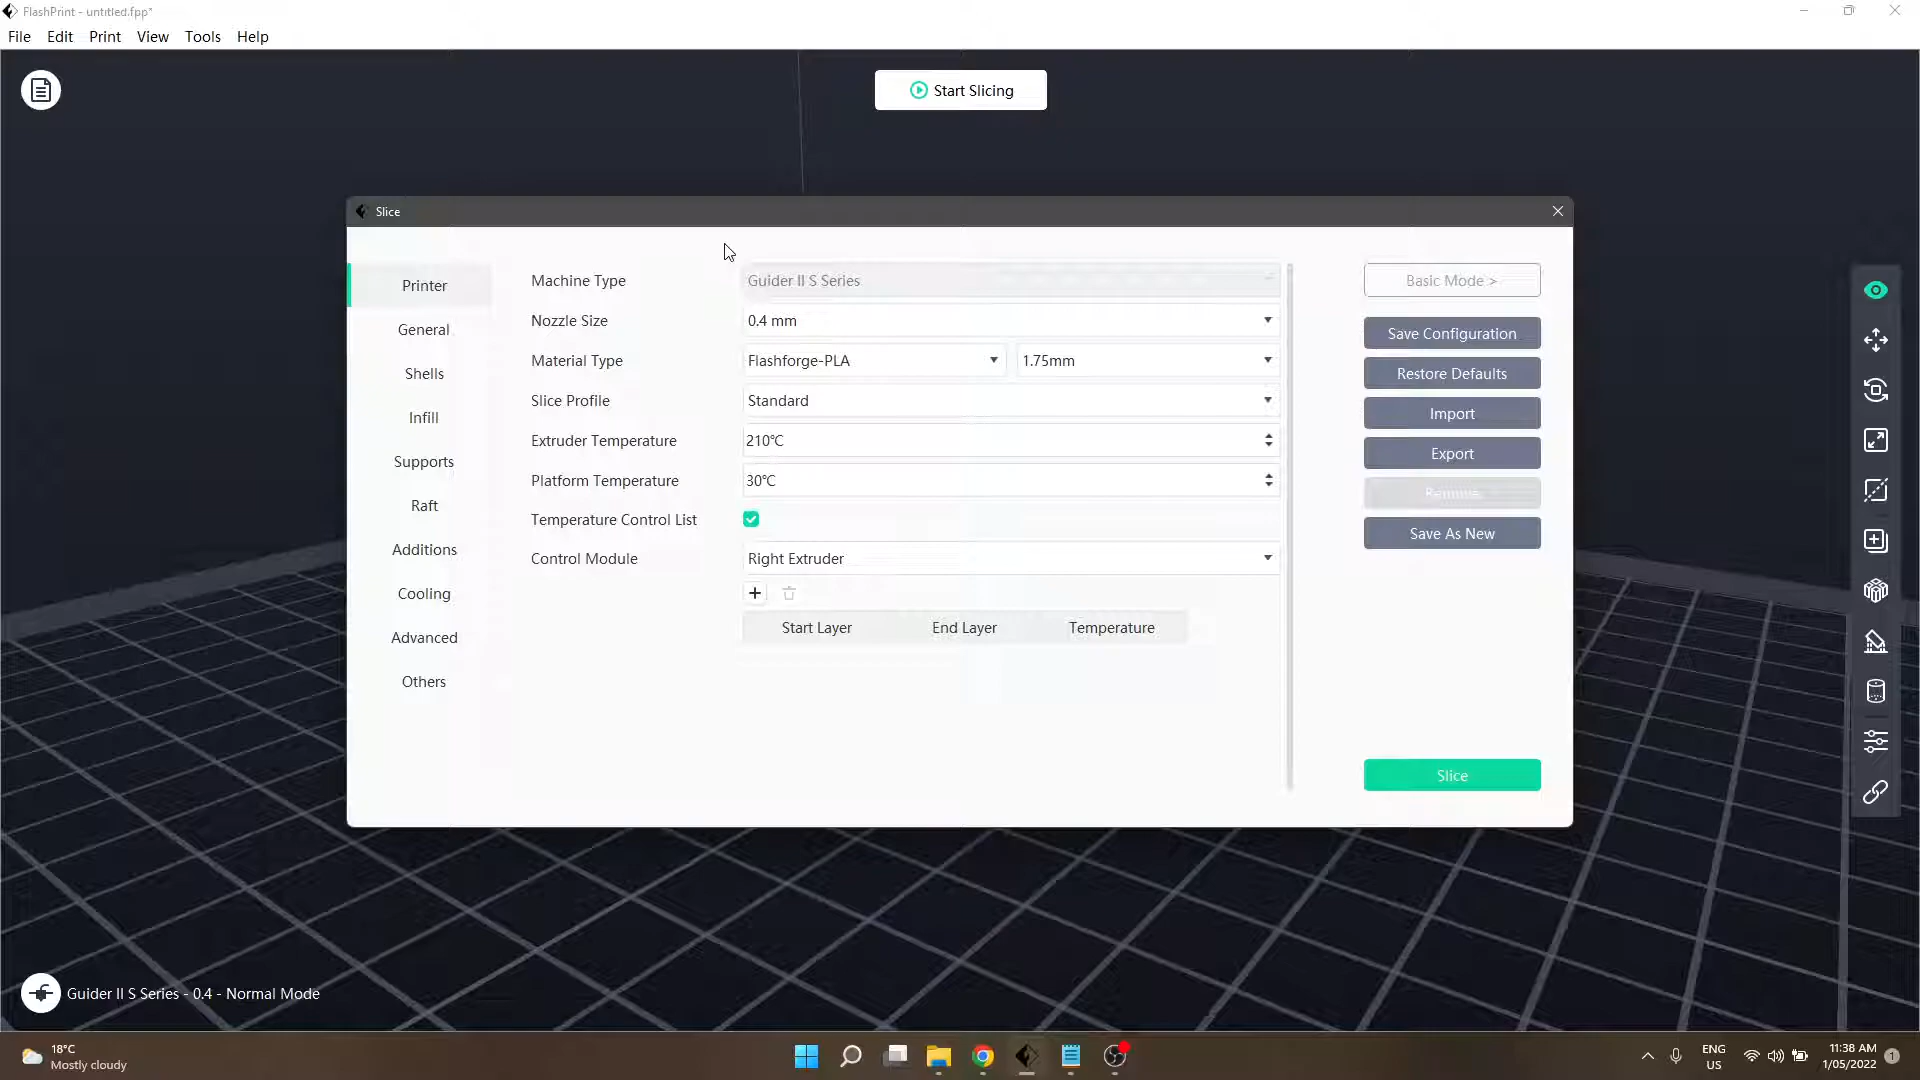 FlashPrint - untitled.fpp*
File Edit Print View Tools Help
Start Slicing
Slice
Printer
General
Shells
Infill
Supports
Raft
Additions
Cooling
Advanced
Others
Machine Type Guider II S Series
Nozzle Size 0.4 mm
Material Type Flashforge-PLA 1.75mm
Slice Profile Standard
Extruder Temperature 210°C
Platform Temperature 30°C
Temperature Control List
Control Module Right Extruder
Start Layer End Layer Temperature
Basic Mode >
Save Configuration
Restore Defaults
Import
Export
Remove
Save As New
Slice
Guider II S Series - 0.4 - Normal Mode
18°C
Mostly cloudy
ENG
US
11:38 AM
1/05/2022
1